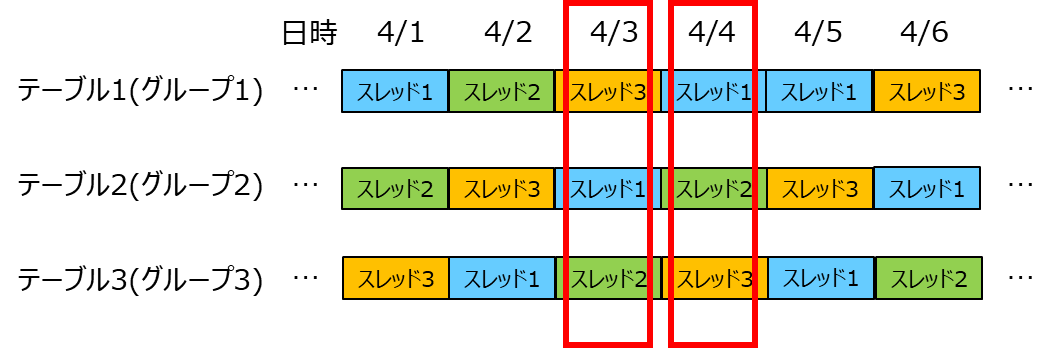 日時 4/1 4/2 4/3 4/4 4/5 4/6
テーブル1(グループ1) … スレッド1 スレッド2 スレッド3 スレッド1 スレッド1 スレッド3 …
テーブル2(グループ2) … スレッド2 スレッド3 スレッド1 スレッド2 スレッド3 スレッド1 …
テーブル3(グループ3) … スレッド3 スレッド1 スレッド2 スレッド3 スレッド1 スレッド2 …